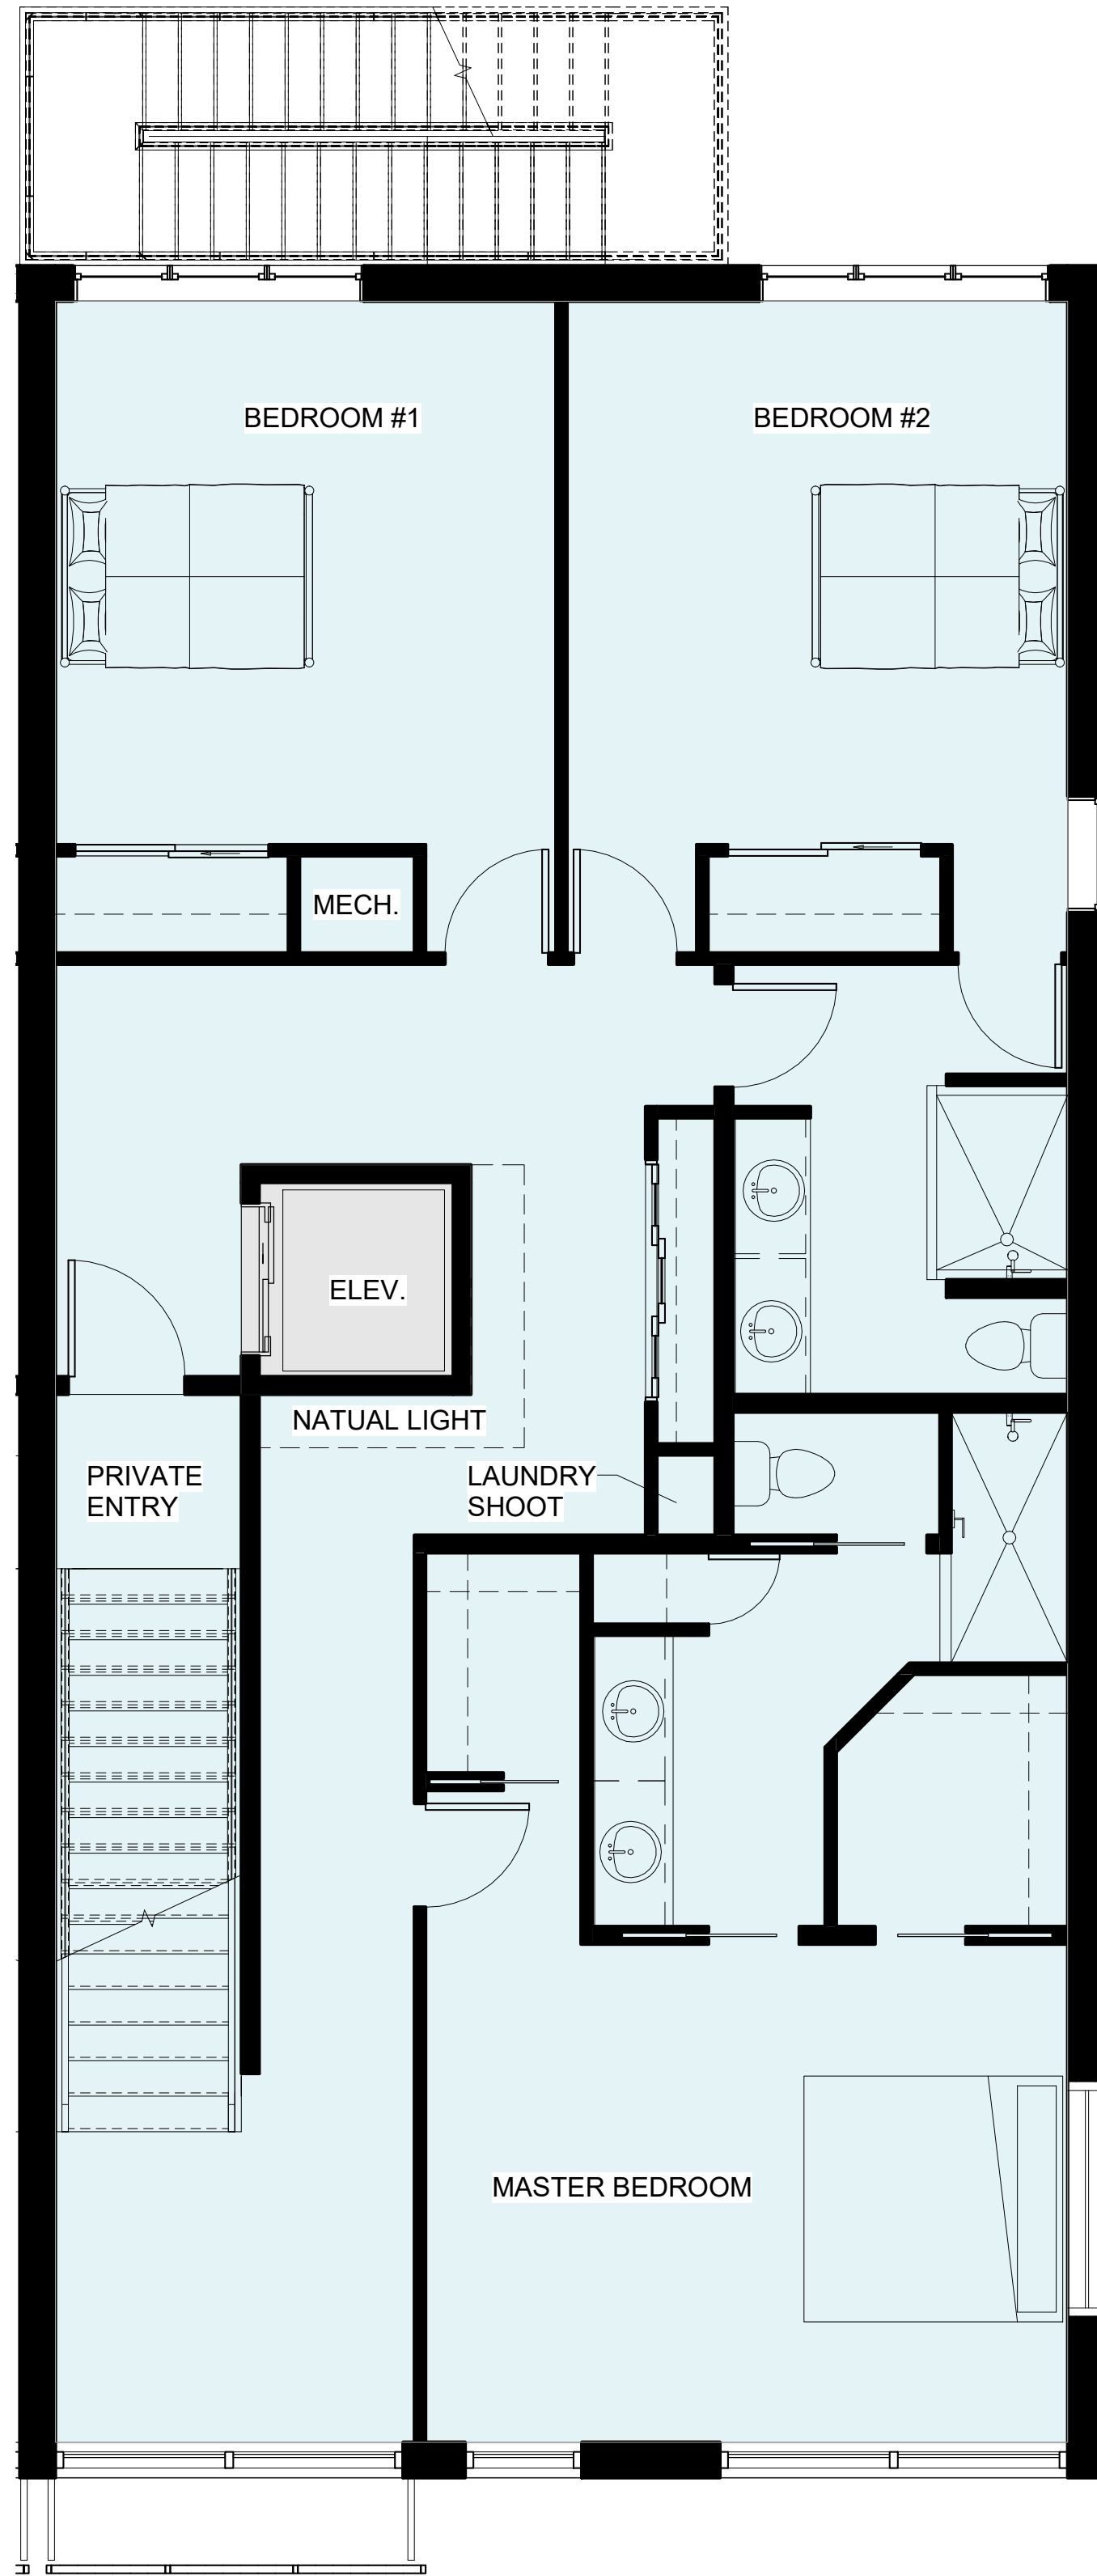 BEDROOM #1
BEDROOM #2
MECH.
ELEV.
NATUAL LIGHT
PRIVATE
ENTRY
LAUNDRY
SHOOT
MASTER BEDROOM